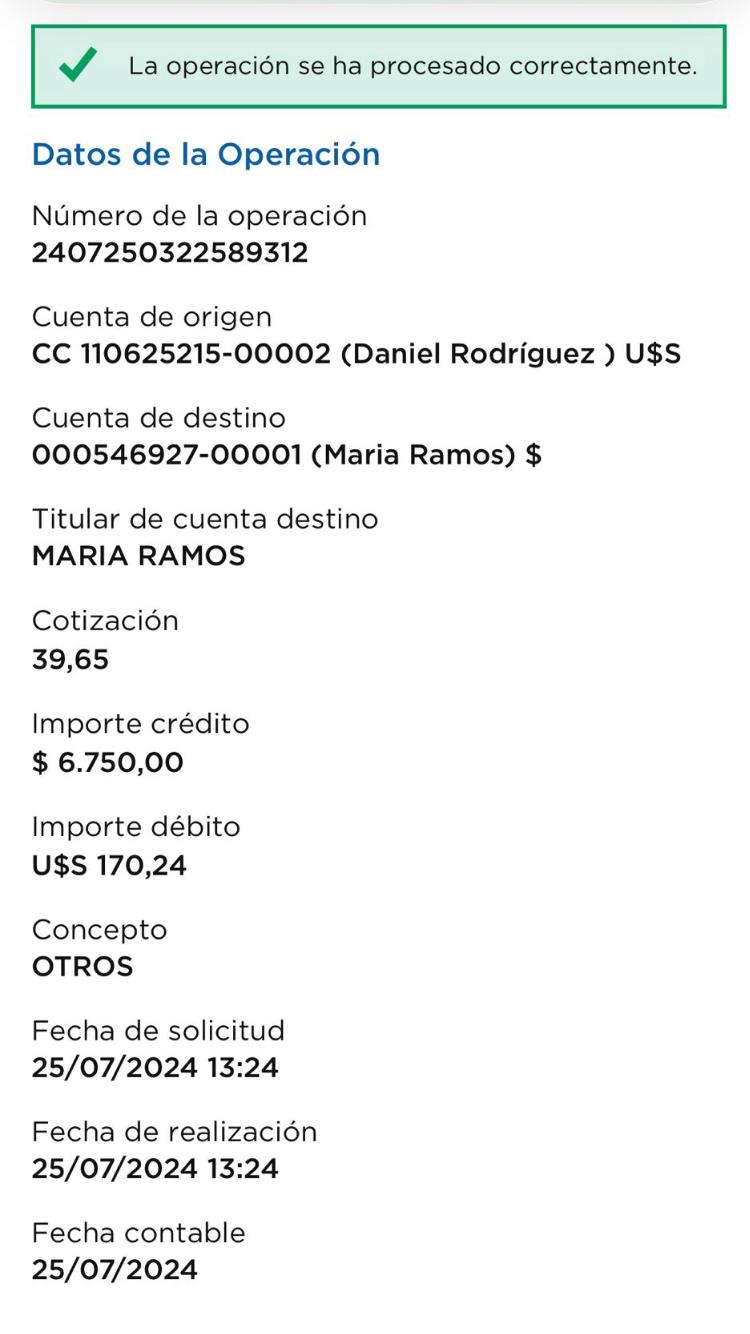 La operación se ha procesado correctamente.
Datos de la Operación
Número de la operación
2407250322589312
Cuenta de origen
CC 110625215-00002 (Daniel Rodríguez ) U$S
Cuenta de destino
000546927-00001 (Maria Ramos) $
Titular de cuenta destino
MARIA RAMOS
Cotización
39,65
Importe crédito
$ 6.750,00
Importe débito
U$S 170,24
Concepto
OTROS
Fecha de solicitud
25/07/2024 13:24
Fecha de realización
25/07/2024 13:24
Fecha contable
25/07/2024